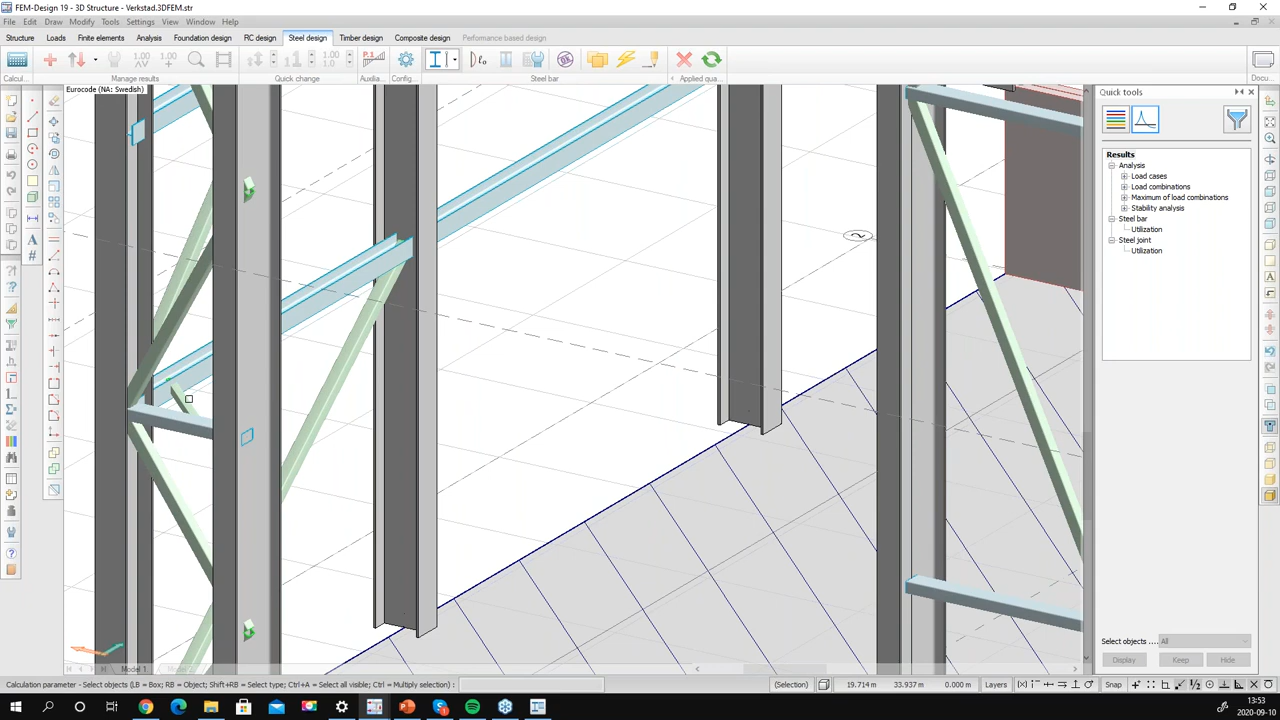 FEM-Design 19 - 3D Structure - Verkstad.3DFEM.str
File Edit Draw Modify Tools Settings View Window Help
Structure Loads Finite elements Analysis Foundation design RC design Steel design Timber design Composite design Performance based design
Calcul... Manage results Quick change Auxilia... Config... Steel bar Applied qua... Docu...
Eurocode (NA: Swedish)
Quick tools
Results
Analysis
Load cases
Load combinations
Maximum of load combinations
Stability analysis
Steel bar
Utilization
Steel joint
Utilization
Select objects .... All
Display Keep Hide
Model 1
Calculation parameter - Select objects (LB = Box; RB = Object; Shift+RB = Select type; Ctrl+A = Select all visible; Ctrl = Multiply selection) :
(Selection) 19.714 m 33.937 m 0.000 m Layers Snap
13:53
2020-09-10